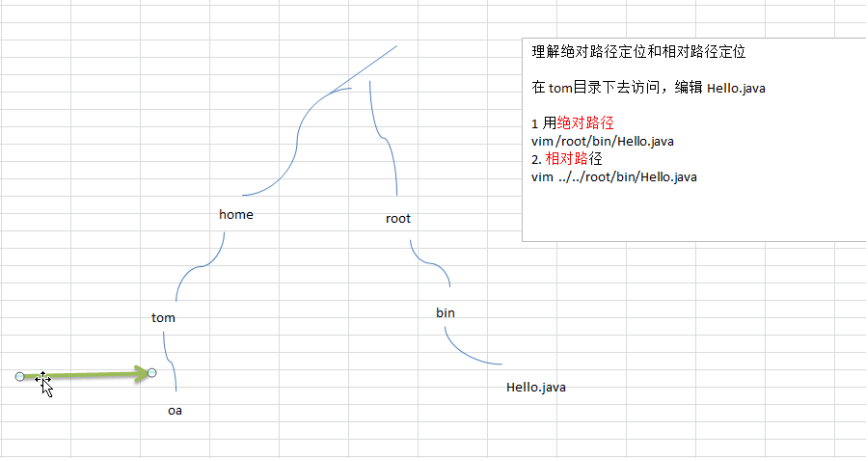 理解绝对路径定位和相对路径定位
在 tom目录下去访问，编辑 Hello.java
1 用绝对路径
vim /root/bin/Hello.java
2. 相对路径
vim ../../root/bin/Hello.java
home
root
tom
bin
Hello.java
oa